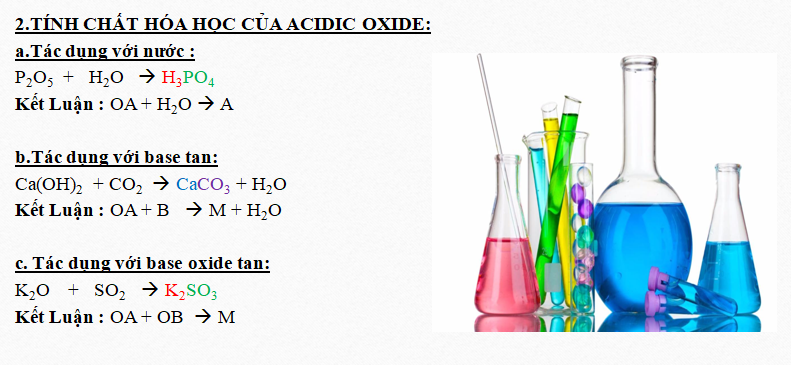 2.TÍNH CHẤT HÓA HỌC CỦA ACIDIC OXIDE:
a.Tác dụng với nước :
P₂O₅ + H₂O → H₃PO₄
Kết Luận : OA + H₂O → A
b.Tác dụng với base tan:
Ca(OH)₂ + CO₂ → CaCO₃ + H₂O
Kết Luận : OA + B → M + H₂O
c. Tác dụng với base oxide tan:
K₂O + SO₂ → K₂SO₃
Kết Luận : OA + OB → M